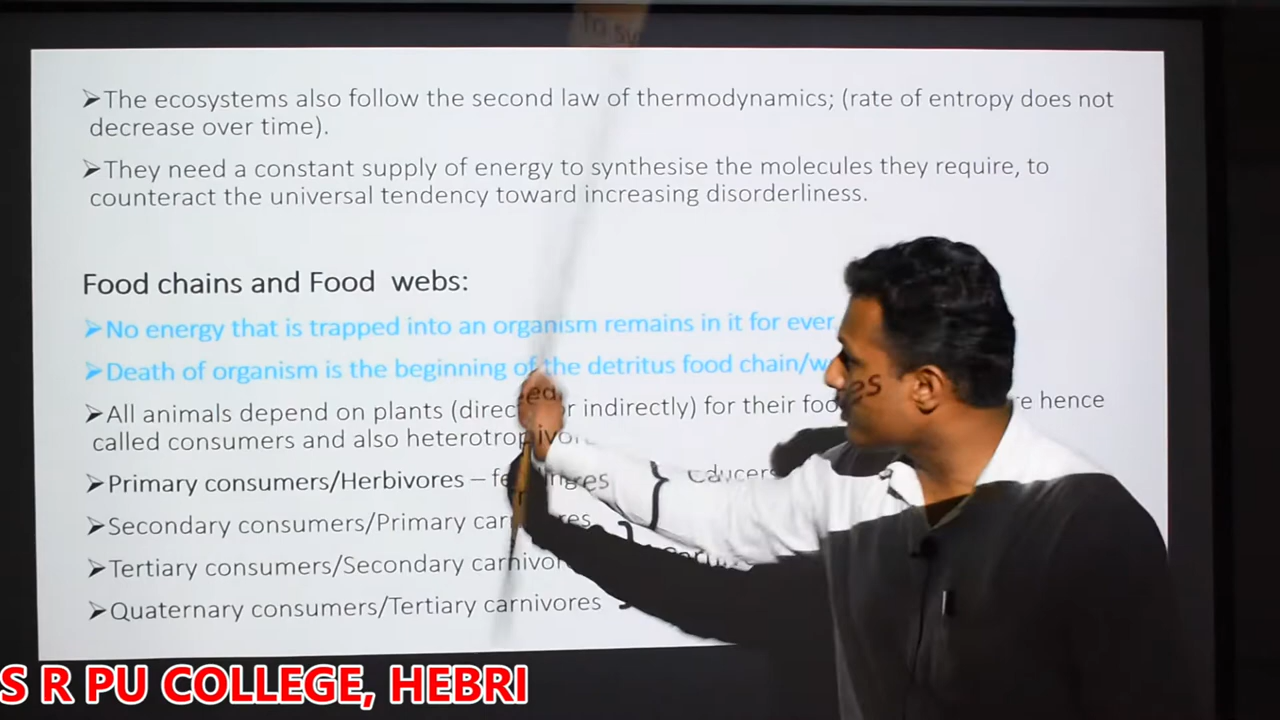 ➤The ecosystems also follow the second law of thermodynamics; (rate of entropy does not
decrease over time).
➤They need a constant supply of energy to synthesise the molecules they require, to
counteract the universal tendency toward increasing disorderliness.
Food chains and Food webs:
➤No energy that is trapped into an organism remains in it for ever
➤Death of organism is the beginning of the detritus food chain/w
➤All animals depend on plants (direc or indirectly) for their foo re hence
called consumers and also
➤Primary consumers/Herbivores –
➤Secondary consumers/Primary car
➤Tertiary consumers/Secondary carnivor
➤Quaternary consumers/Tertiary carnivores
S R PU COLLEGE, HEBRI